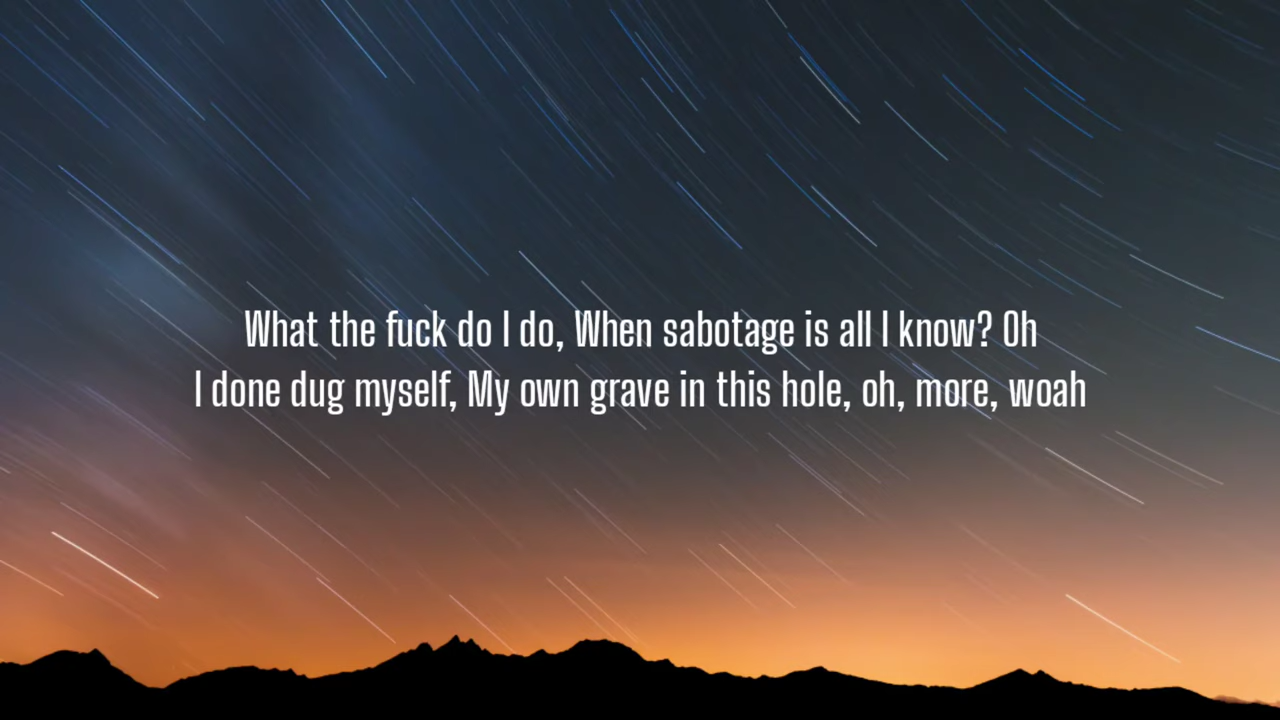 What the fuck do I do, When sabotage is all I know? Oh
I done dug myself, My own grave in this hole, oh, more, woah